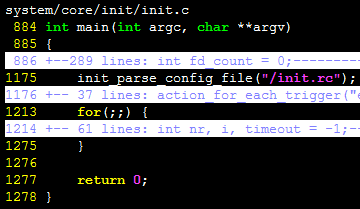 system/core/init/init.c
884 int main(int argc, char **argv)
885 {
886 +--289 lines: int fd_count = 0;----------
1175 init_parse_config_file("/init.rc");
1176 +-- 37 lines: action_for_each_trigger("e
1213 for(;;) {
1214 +-- 61 lines: int nr, i, timeout = -1;--
1275 }
1276
1277 return 0;
1278 }